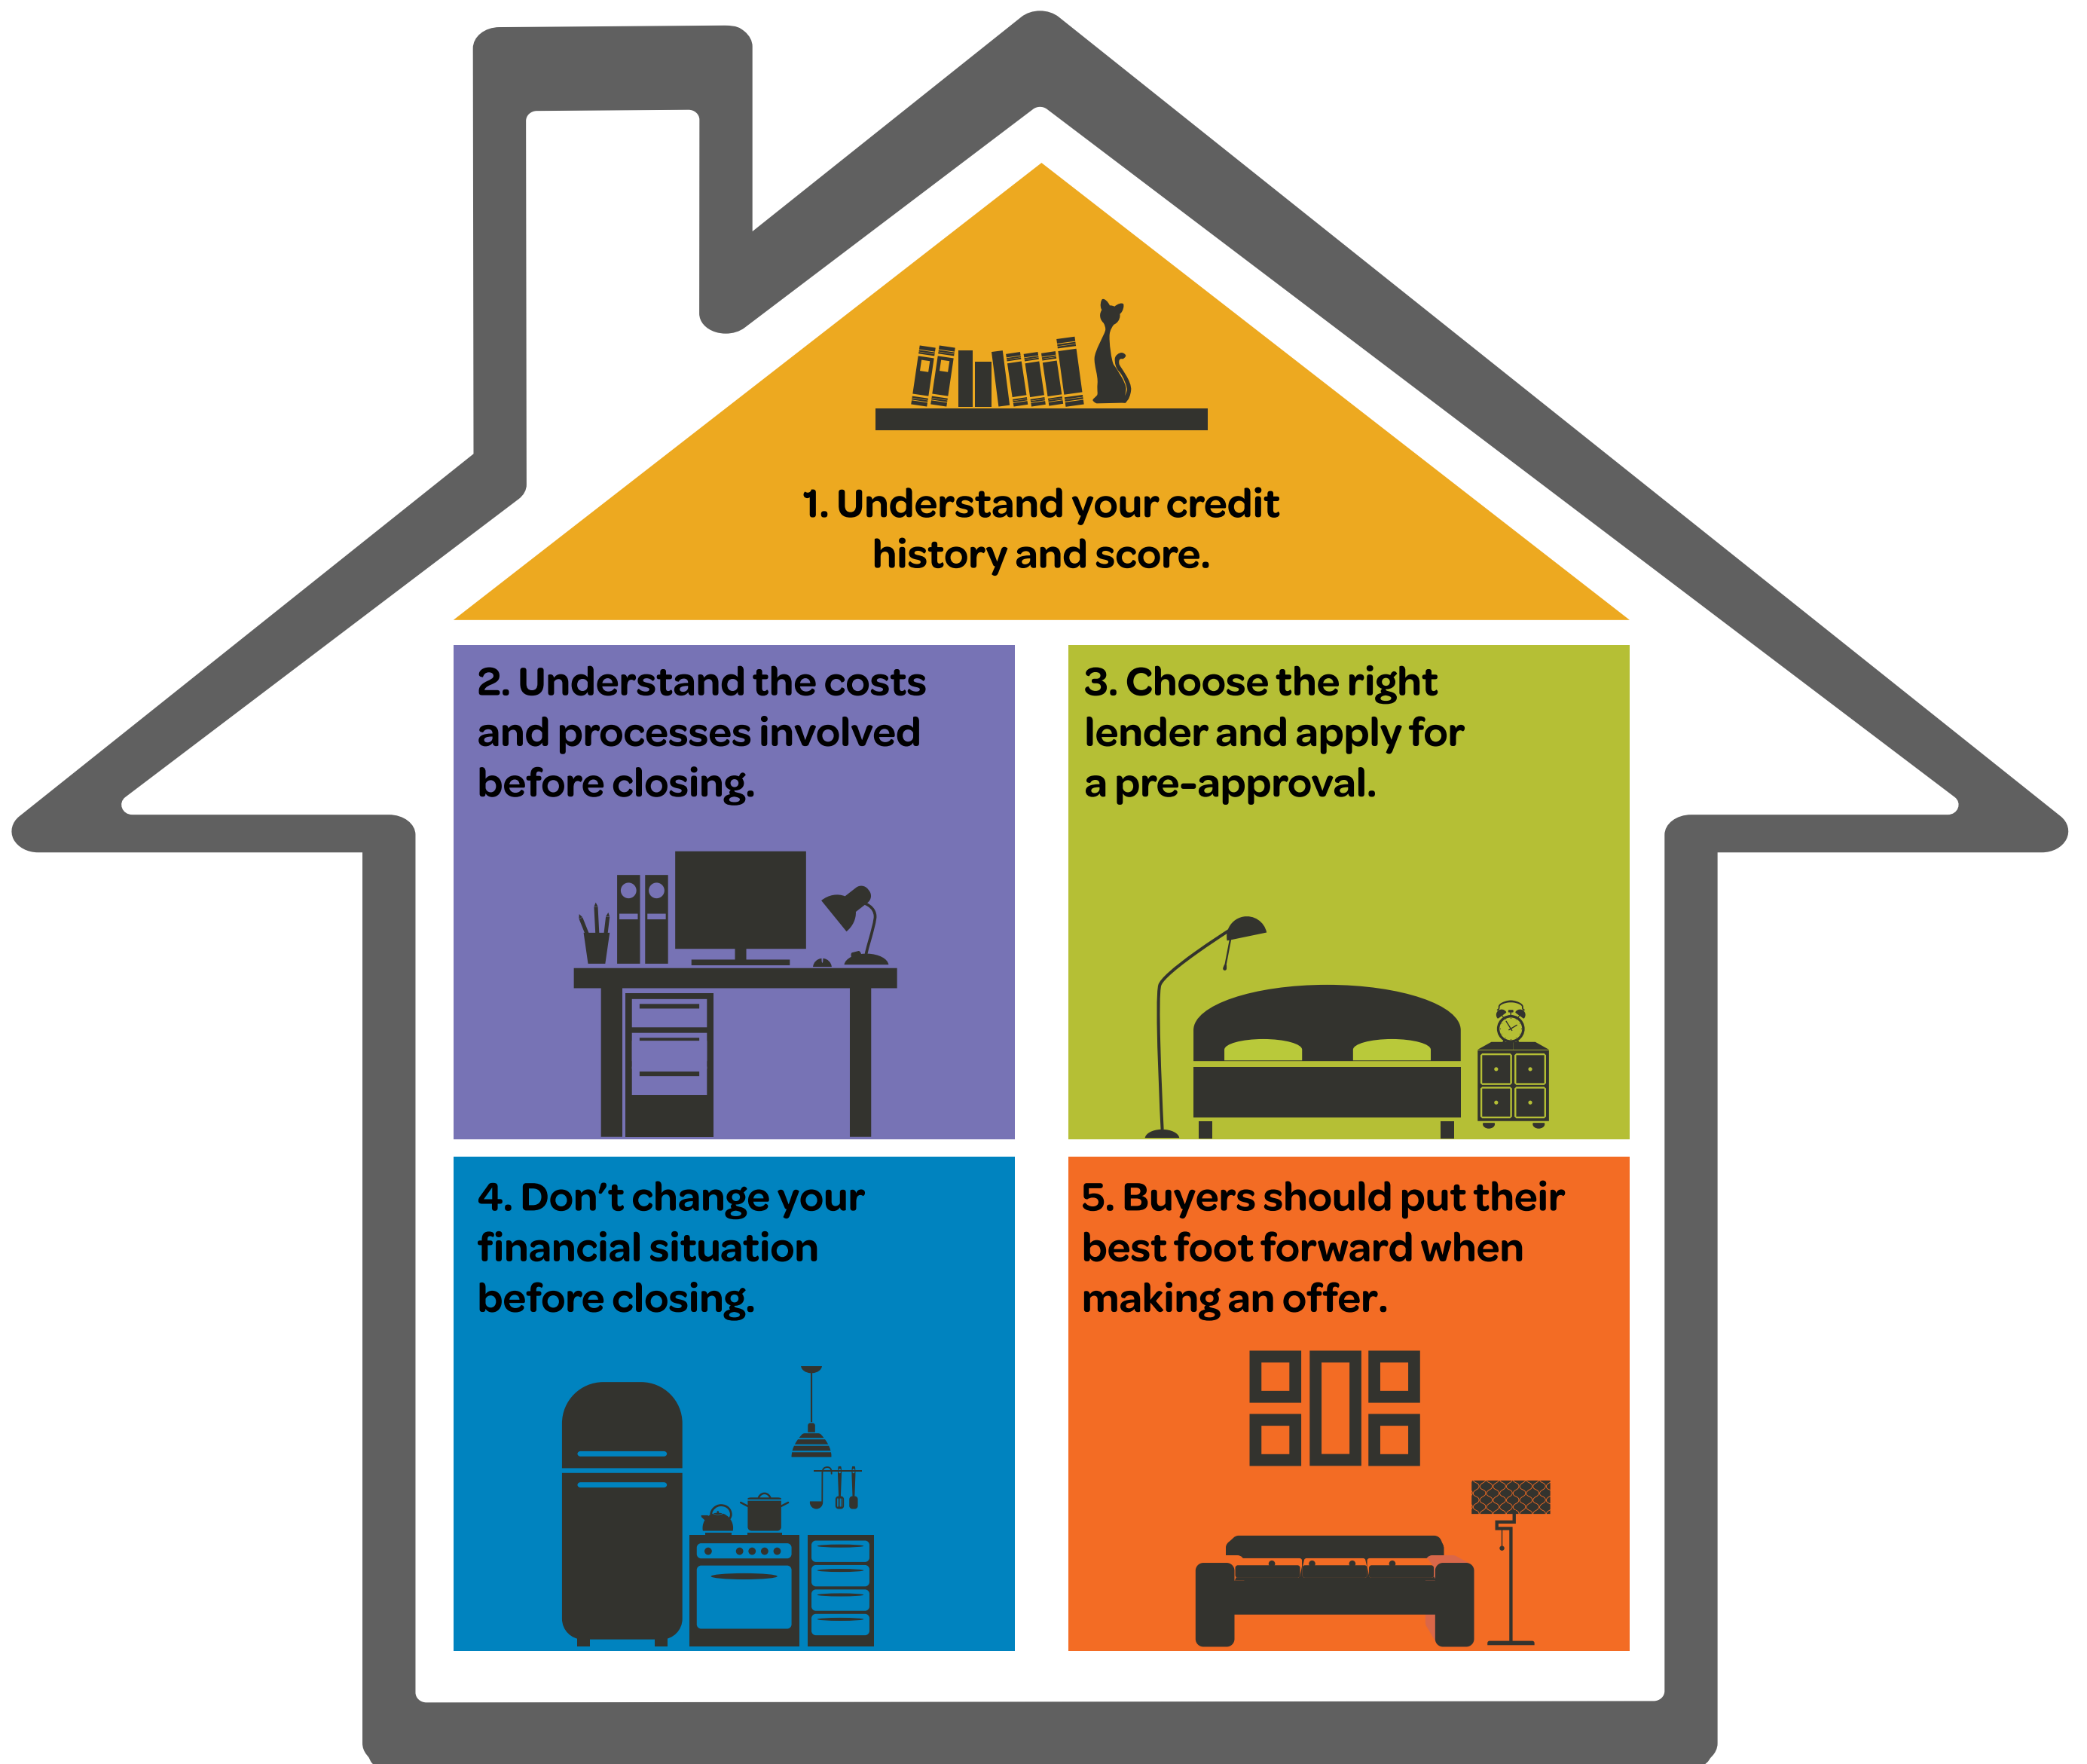 1. Understand your credit
history and score.
2. Understand the costs
and processes involved
before closing.
3. Choose the right
lender and apply for
a pre-approval.
4. Don't change your
financial situation
before closing.
5. Buyers should put their
best foot forward when
making an offer.